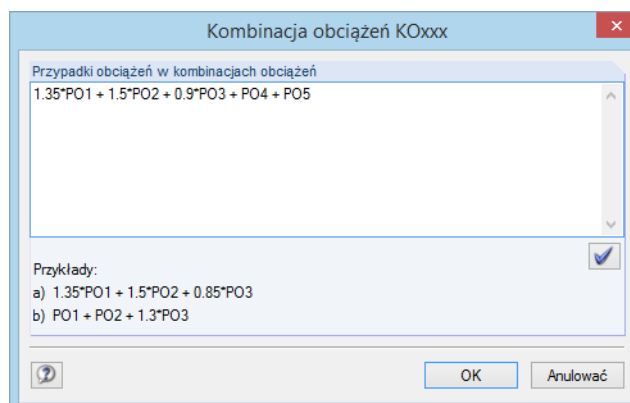 Kombinacja obciążeń KOxxx
Przypadki obciążeń w kombinacjach obciążeń
1.35*PO1 + 1.5*PO2 + 0.9*PO3 + PO4 + PO5
Przykłady:
a) 1.35*PO1 + 1.5*PO2 + 0.85*PO3
b) PO1 + PO2 + 1.3*PO3
OK
Anulować